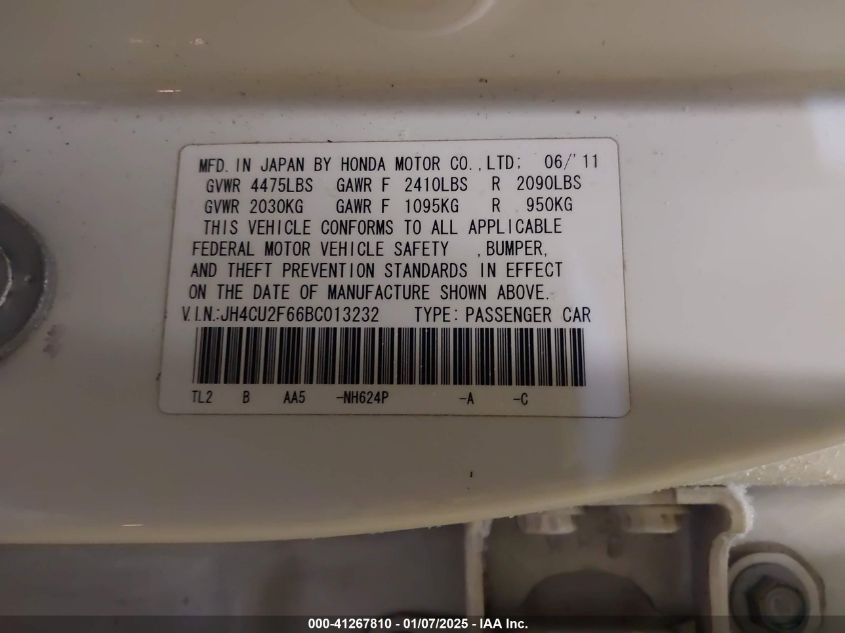 MFD. IN JAPAN BY HONDA MOTOR CO.,LTD; 06/'11
GVWR 4475LBS GAWR F 2410LBS R 2090LBS
GVWR 2030KG GAWR F 1095KG R 950KG
THIS VEHICLE CONFORMS TO ALL APPLICABLE
FEDERAL MOTOR VEHICLE SAFETY ,BUMPER,
AND THEFT PREVENTION STANDARDS IN EFFECT
ON THE DATE OF MANUFACTURE SHOWN ABOVE.
V.I.N.:JH4CU2F66BC013232 TYPE: PASSENGER CAR
TL2 B AA5 -NH624P -A -C
000-41267810 - 01/07/2025 - IAA Inc.